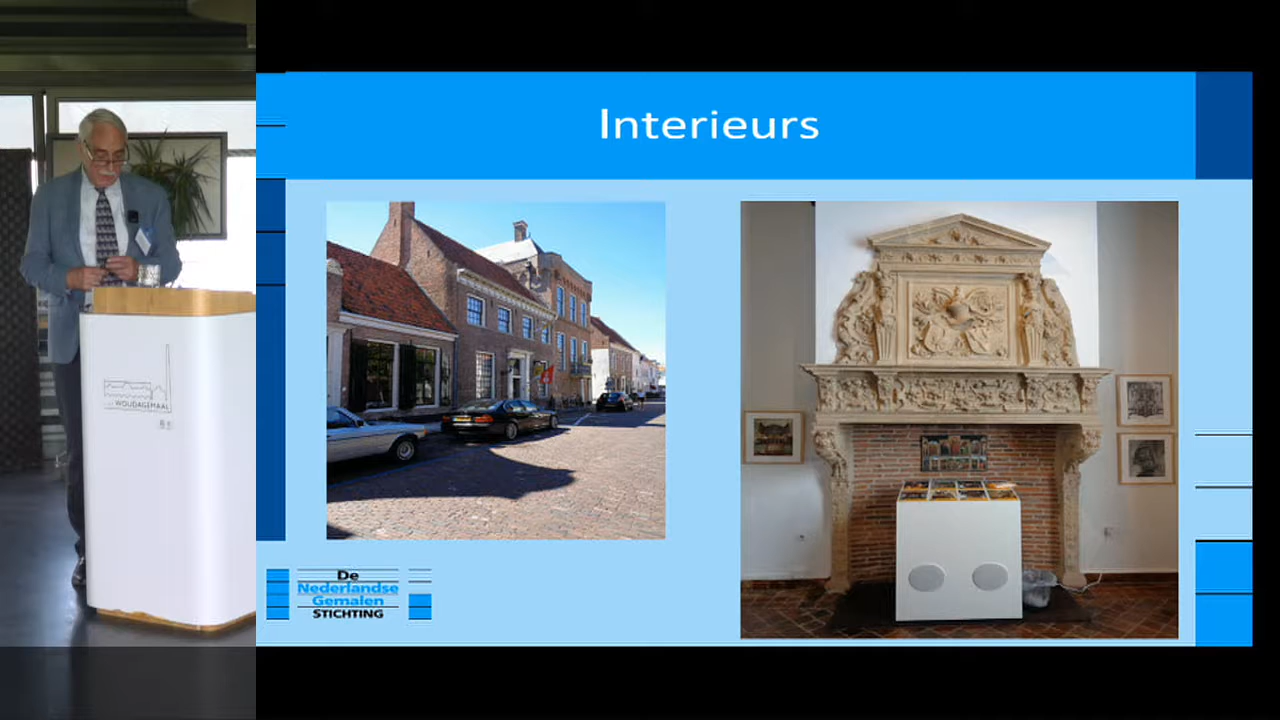 Interieurs
De
Nederlandse
Gemalen
STICHTING
WOUDAGEMAAL